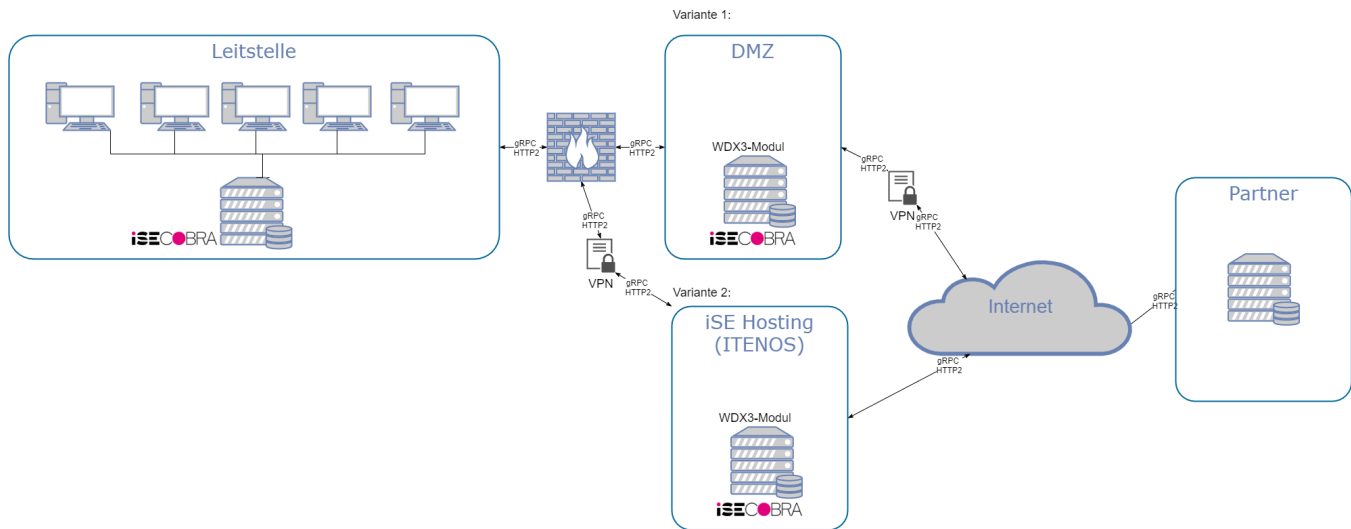 Variante 1:
Leitstelle
iSECOBRA
gRPC
HTTP2
gRPC
HTTP2
gRPC
HTTP2
VPN
gRPC
HTTP2
DMZ
WDX3-Modul
iSECOBRA
gRPC
HTTP2
VPN
gRPC
HTTP2
Variante 2:
iSE Hosting
(ITENOS)
WDX3-Modul
iSECOBRA
Internet
gRPC
HTTP2
gRPC
HTTP2
Partner